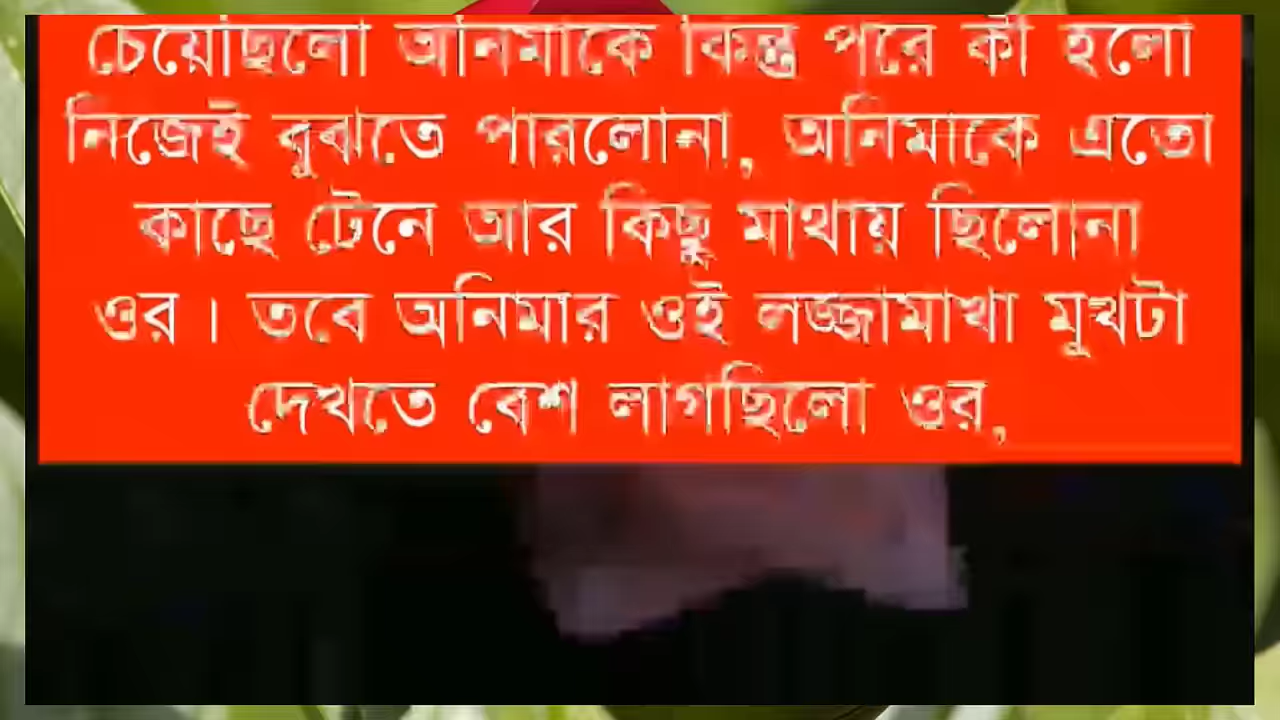 চেয়েছিলো অনিমাকে কিন্তু পরে কী হলো
নিজেই বুঝতে পারলোনা, অনিমাকে এতো
কাছে টেনে আর কিছু মাথায় ছিলোনা
ওর। তবে অনিমার ওই লজ্জামাখা মুখটা
দেখতে বেশ লাগছিলো ওর,